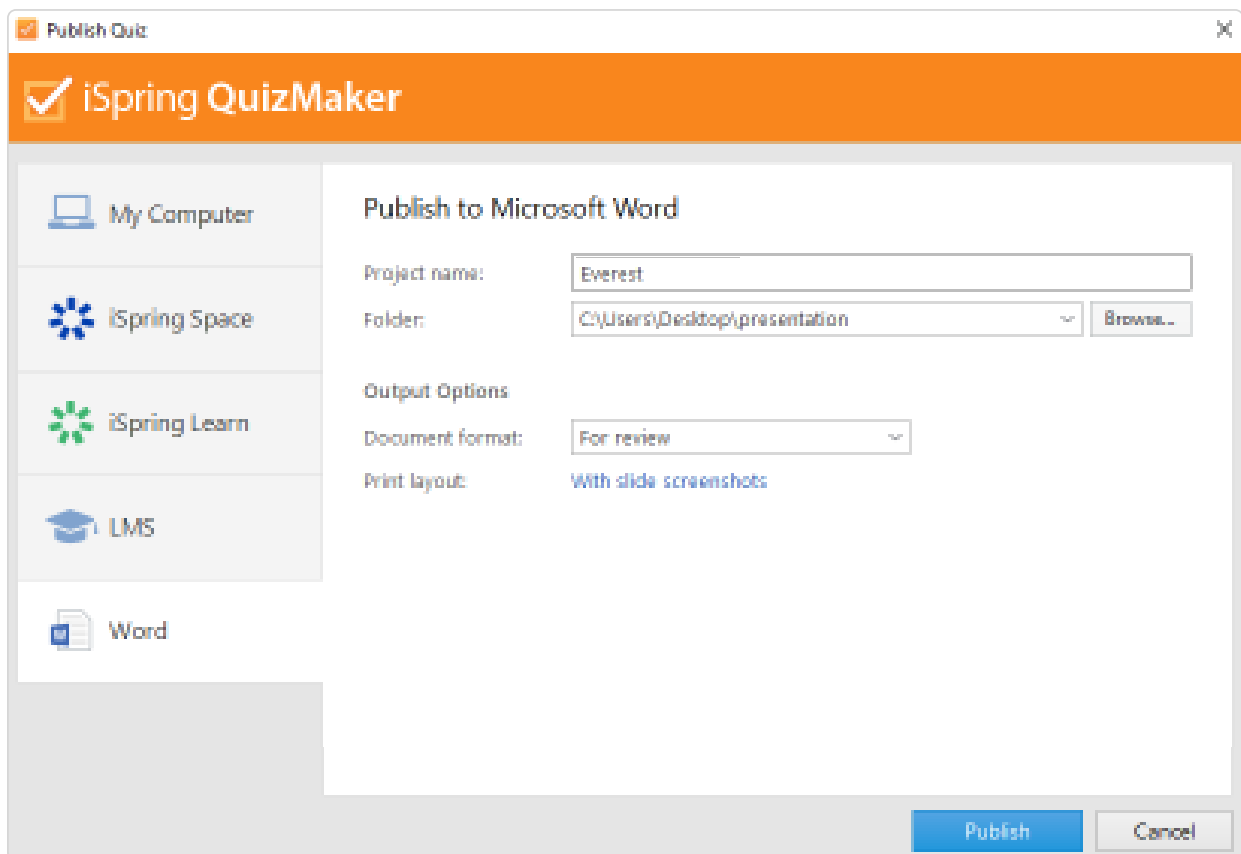 Publish Quiz
iSpring QuizMaker
My Computer
iSpring Space
iSpring Learn
LMS
Word
Publish to Microsoft Word
Project name: Everest
Folder: C:\Users\Desktop\presentation Browse...
Output Options
Document format: For review
Print layout: With slide screenshots
Publish Cancel